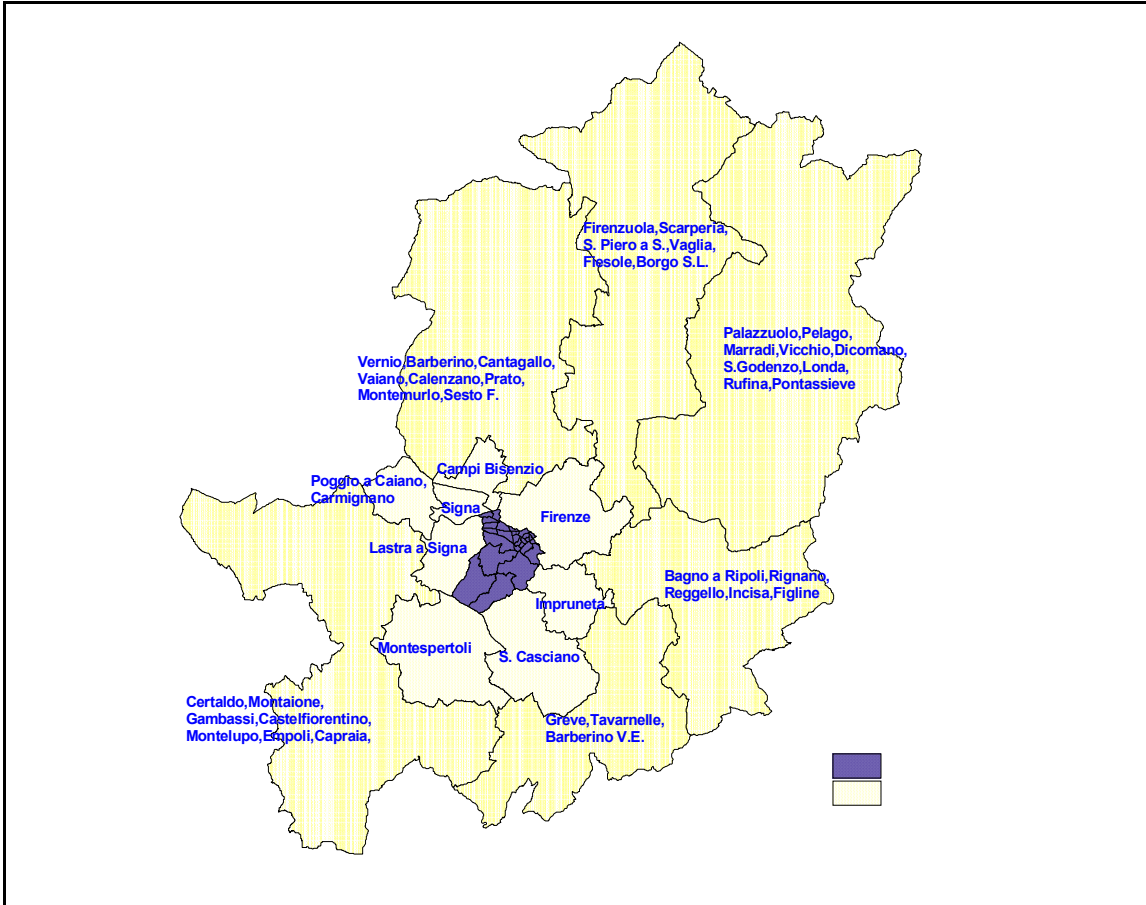 Firenzuola,Scarperia,
S. Piero a S.,Vaglia,
Fiesole,Borgo S.L.
Palazzuolo,Pelago,
Marradi,Vicchio,Dicomano,
S.Godenzo,Londa,
Rufina,Pontassieve
Vernio,Barberino,Cantagallo,
Vaiano,Calenzano,Prato,
Montemurlo,Sesto F.
Campi Bisenzio
Poggio a Caiano,
Carmignano
Signa
Firenze
Lastra a Signa
Bagno a Ripoli,Rignano,
Reggello,Incisa,Figline
Impruneta
Montespertoli
S. Casciano
Certaldo,Montaione,
Gambassi,Castelfiorentino,
Montelupo,Empoli,Capraia,
Greve,Tavarnelle,
Barberino V.E.